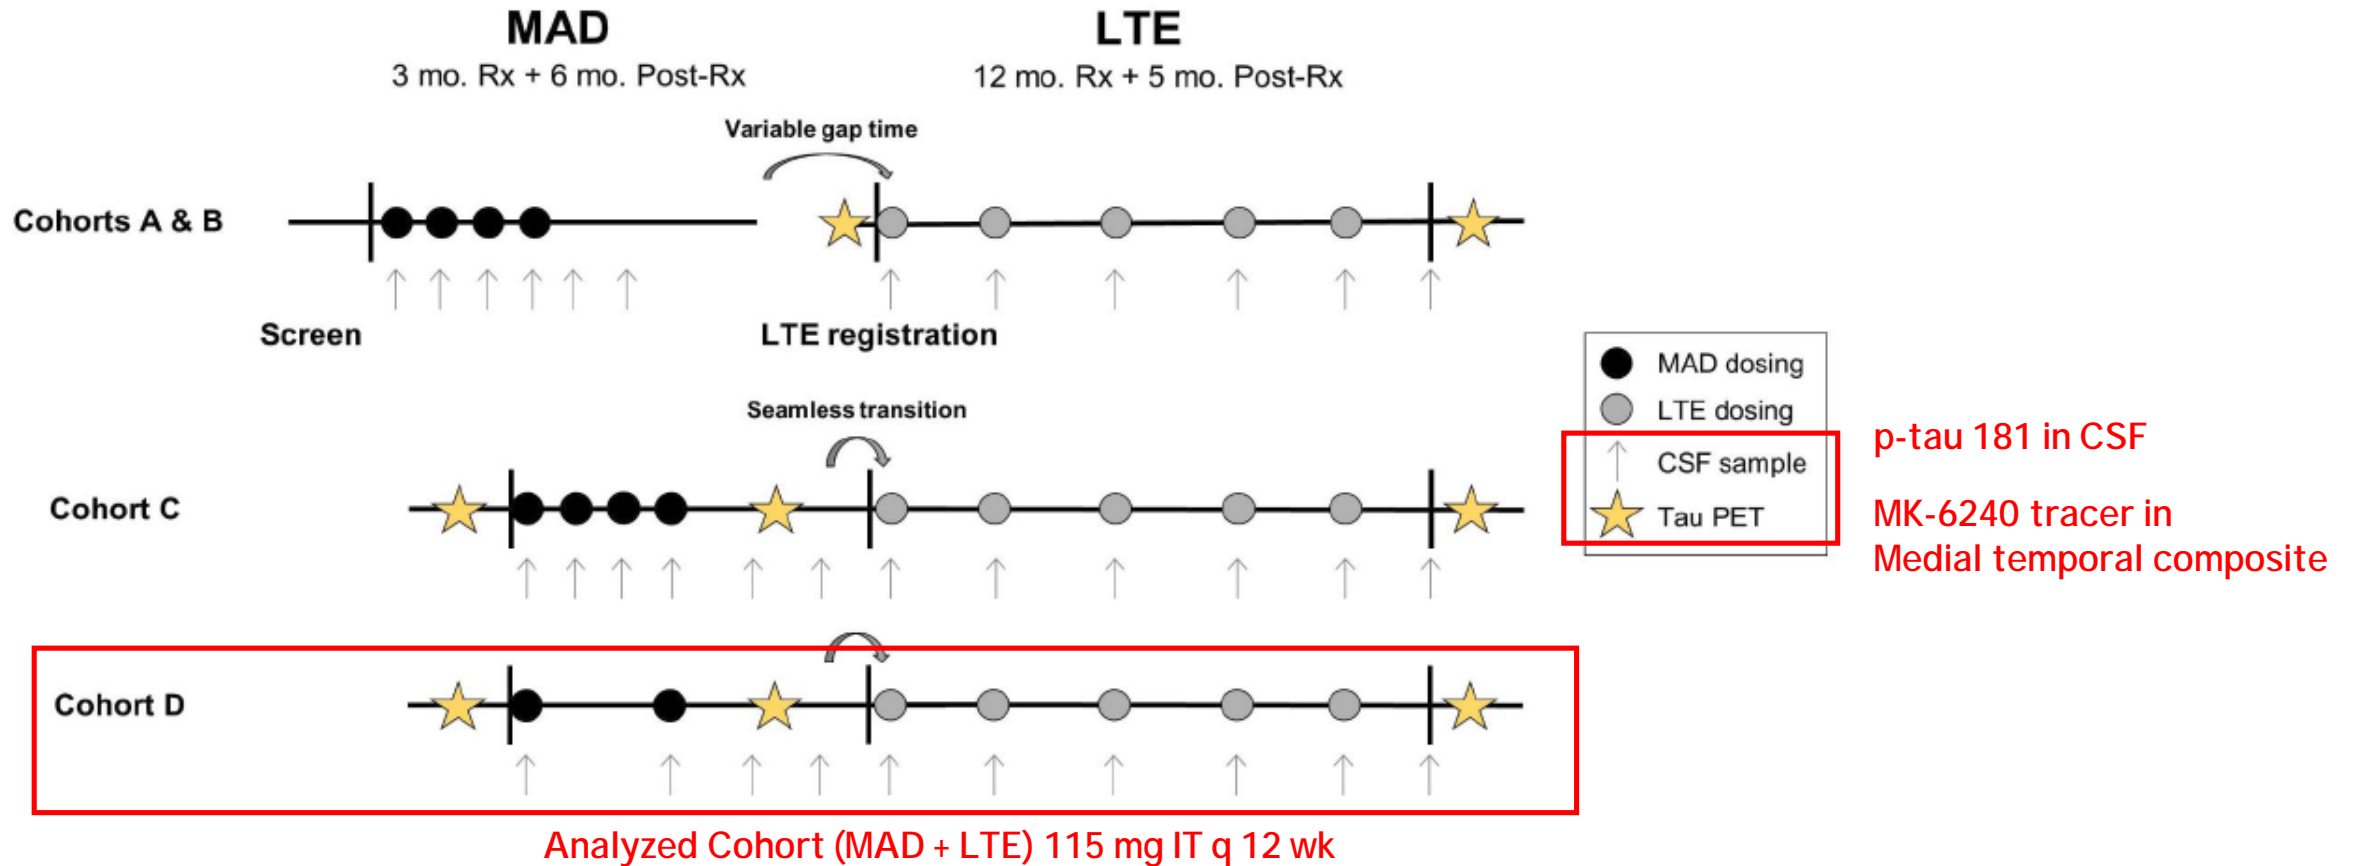 MAD
3 mo. Rx + 6 mo. Post-Rx
LTE
12 mo. Rx + 5 mo. Post-Rx
Variable gap time
Cohorts A & B
Screen
LTE registration
Seamless transition
Cohort C
MAD dosing
LTE dosing
CSF sample
Tau PET
p-tau 181 in CSF
MK-6240 tracer in
Medial temporal composite
Cohort D
Analyzed Cohort (MAD + LTE) 115 mg IT q 12 wk